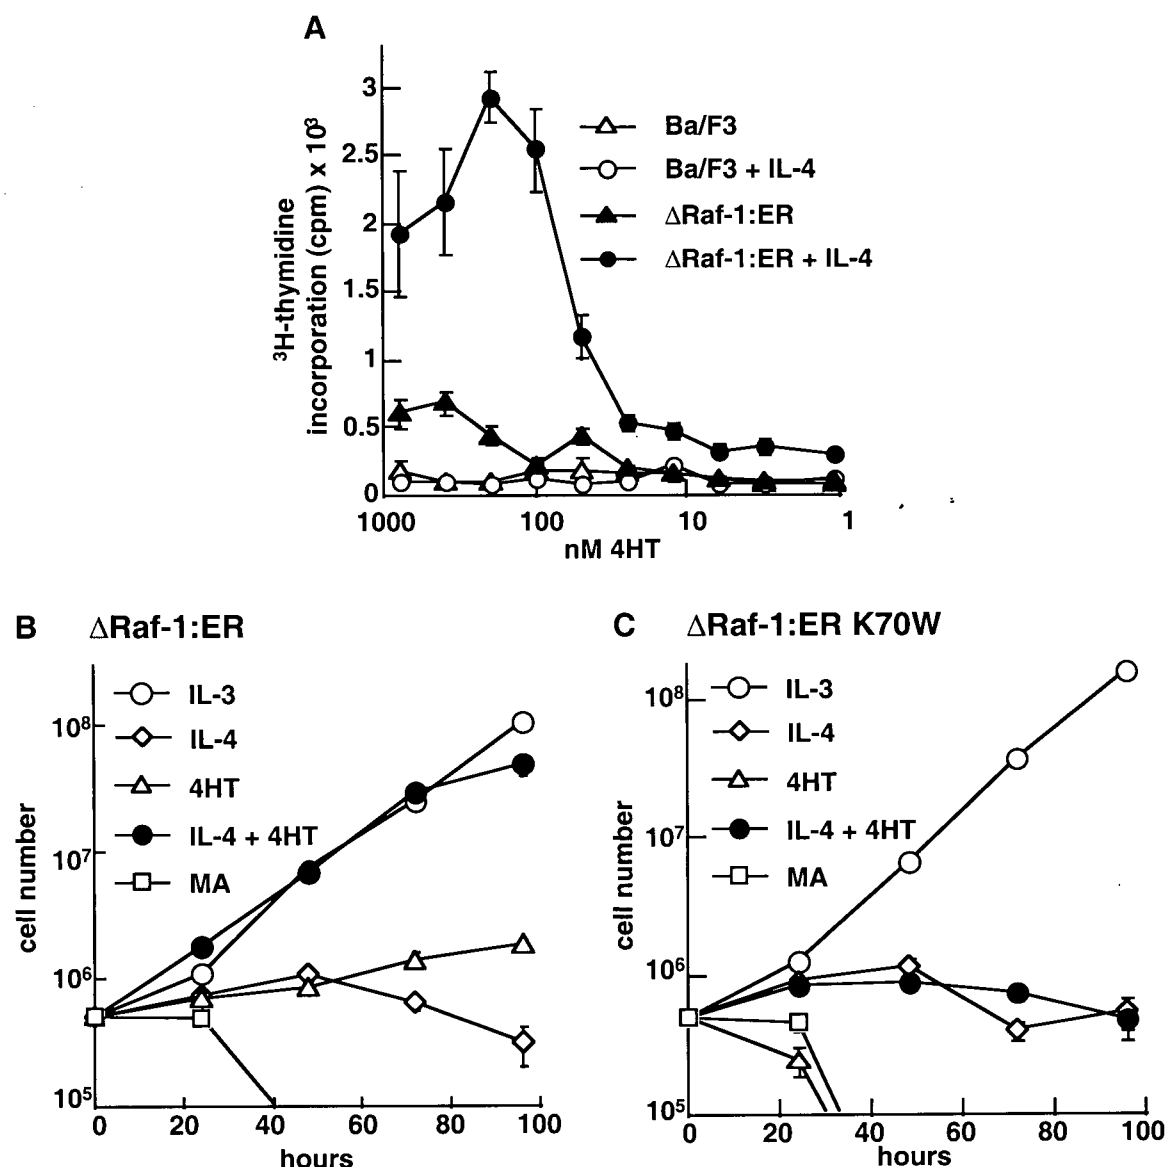 A
³H-thymidine
incorporation (cpm) x 10³
3
2.5
2
1.5
1
0.5
0
1000
100
10
1
nM 4HT
Ba/F3
Ba/F3 + IL-4
ΔRaf-1:ER
ΔRaf-1:ER + IL-4
B ΔRaf-1:ER
cell number
10⁸
10⁷
10⁶
10⁵
IL-3
IL-4
4HT
IL-4 + 4HT
MA
0 20 40 60 80 100
hours
C ΔRaf-1:ER K70W
cell number
10⁸
10⁷
10⁶
10⁵
IL-3
IL-4
4HT
IL-4 + 4HT
MA
0 20 40 60 80 100
hours